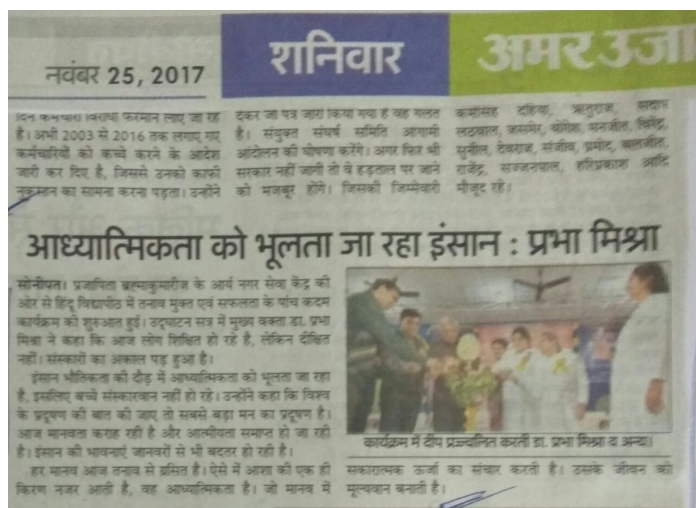 नवंबर 25, 2017
शनिवार
अमर उजा
दिन कर्मचारी विरोधी फरमान लाए जा रहे
है। अभी 2003 से 2016 तक लगाए गए
कर्मचारियों को कच्चे करने के आदेश
जारी कर दिए है, जिससे उनको काफी
नुकसान का सामना करना पड़ता। उन्होंने
देकर जो पत्र जारी किया गया है वह गलत
है। संयुक्त संघर्ष समिति आगामी
आंदोलन की घोषणा करेंगे। अगर फिर भी
सरकार नहीं जागी तो वे हड़ताल पर जाने
को मजबूर होंगे। जिसकी जिम्मेवारी
दहिया, ऋतुराज,
लठवाल, जसमेर, योगेश, मनजीत, विरेंद्र,
सुनील, देवराज, संजीव, प्रमोद, बलजीत,
राजेंद्र, सज्जनपाल, हरिप्रकाश आदि
मौजूद रहे।
आध्यात्मिकता को भूलता जा रहा इंसान : प्रभा मिश्रा
सोनीपत। प्रजापिता ब्रह्माकुमारीज के आर्य नगर सेवा केंद्र की
ओर से हिंदू विद्यापीठ में तनाव मुक्त एवं सफलता के पांच कदम
कार्यक्रम की शुरुआत हुई। उद्घाटन सत्र में मुख्य वक्ता डा. प्रभा
मिश्रा ने कहा कि आज लोग शिक्षित हो रहे है, लेकिन दीक्षित
नहीं। संस्कारों का अकाल पड़ हुआ है।
इंसान भौतिकता की दौड़ में आध्यात्मिकता को भूलता जा रहा
है, इसलिए बच्चे संस्कारवान नहीं हो रहे। उन्होंने कहा कि विश्व
के प्रदूषण की बात की जाए तो सबसे बड़ा मन का प्रदूषण है।
आज मानवता कराह रही है और आत्मीयता समाप्त हो जा रही
है। इंसान की भावनाएं जानवरों से भी बदतर हो रही है।
हर मानव आज तनाव से ग्रसित है। ऐसे में आशा की एक ही
किरण नजर आती है, वह आध्यात्मिकता है। जो मानव में
कार्यक्रम में दीप प्रज्ज्वलित करती डा. प्रभा मिश्रा व अन्य।
सकारात्मक ऊर्जा का संचार करती है। उसके जीवन को
मूल्यवान बनाती है।